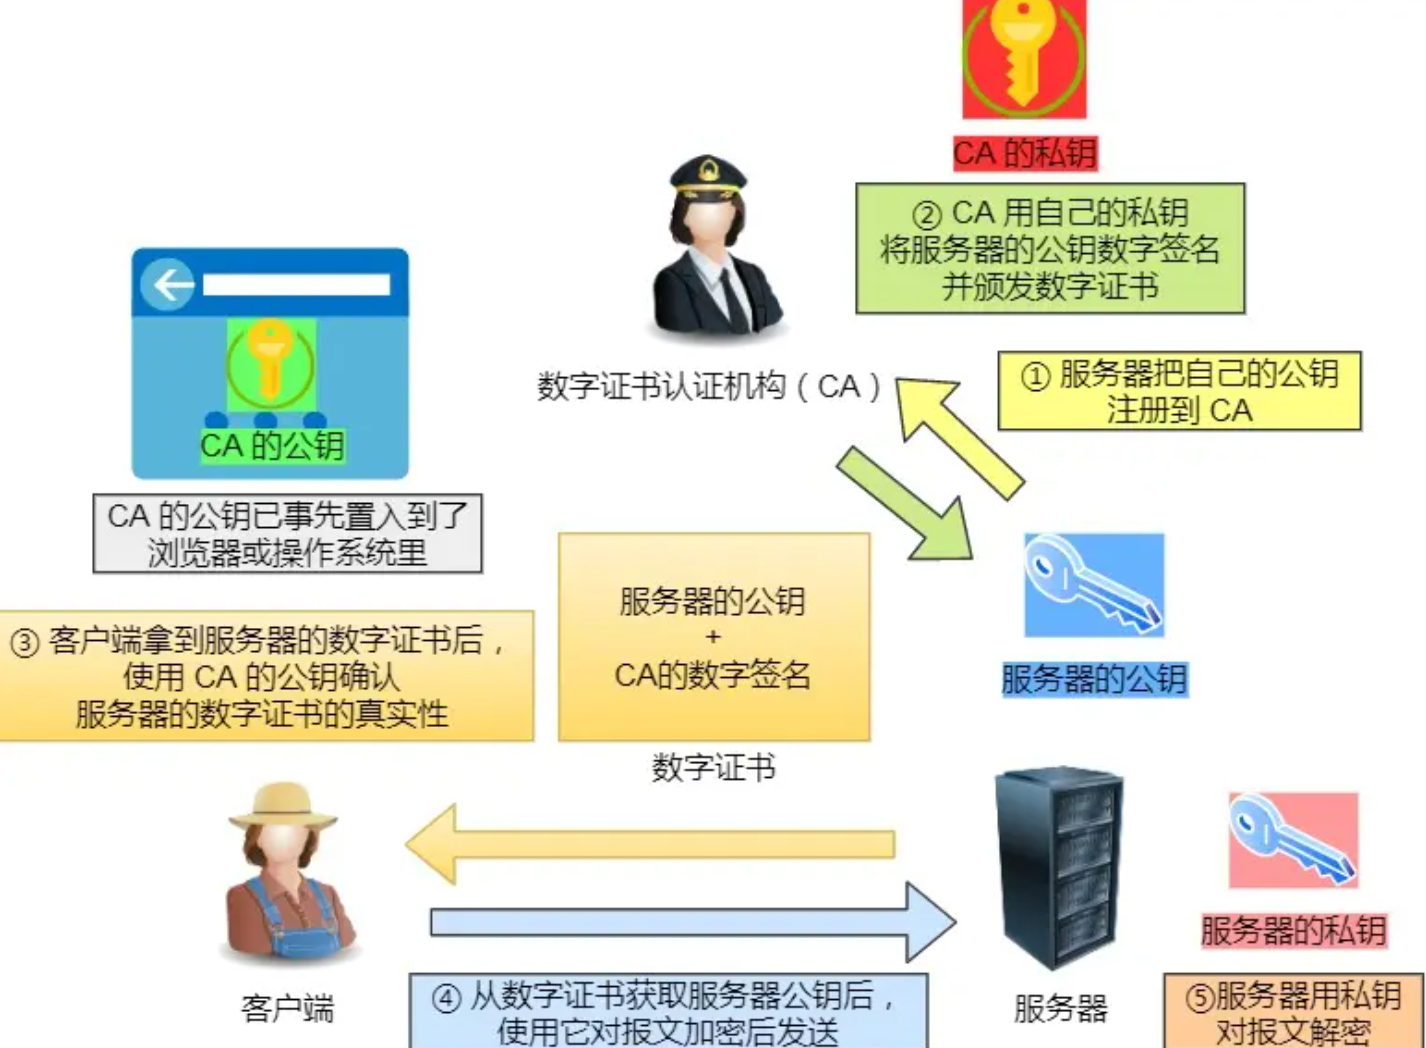 CA 的私钥
② CA 用自己的私钥
将服务器的公钥数字签名
并颁发数字证书
数字证书认证机构（CA）
① 服务器把自己的公钥
注册到 CA
CA 的公钥
CA 的公钥已事先置入到了
浏览器或操作系统里
服务器的公钥
+
CA的数字签名
数字证书
服务器的公钥
③ 客户端拿到服务器的数字证书后，
使用 CA 的公钥确认
服务器的数字证书的真实性
服务器的私钥
客户端
④ 从数字证书获取服务器公钥后，
使用它对报文加密后发送
服务器
⑤服务器用私钥
对报文解密